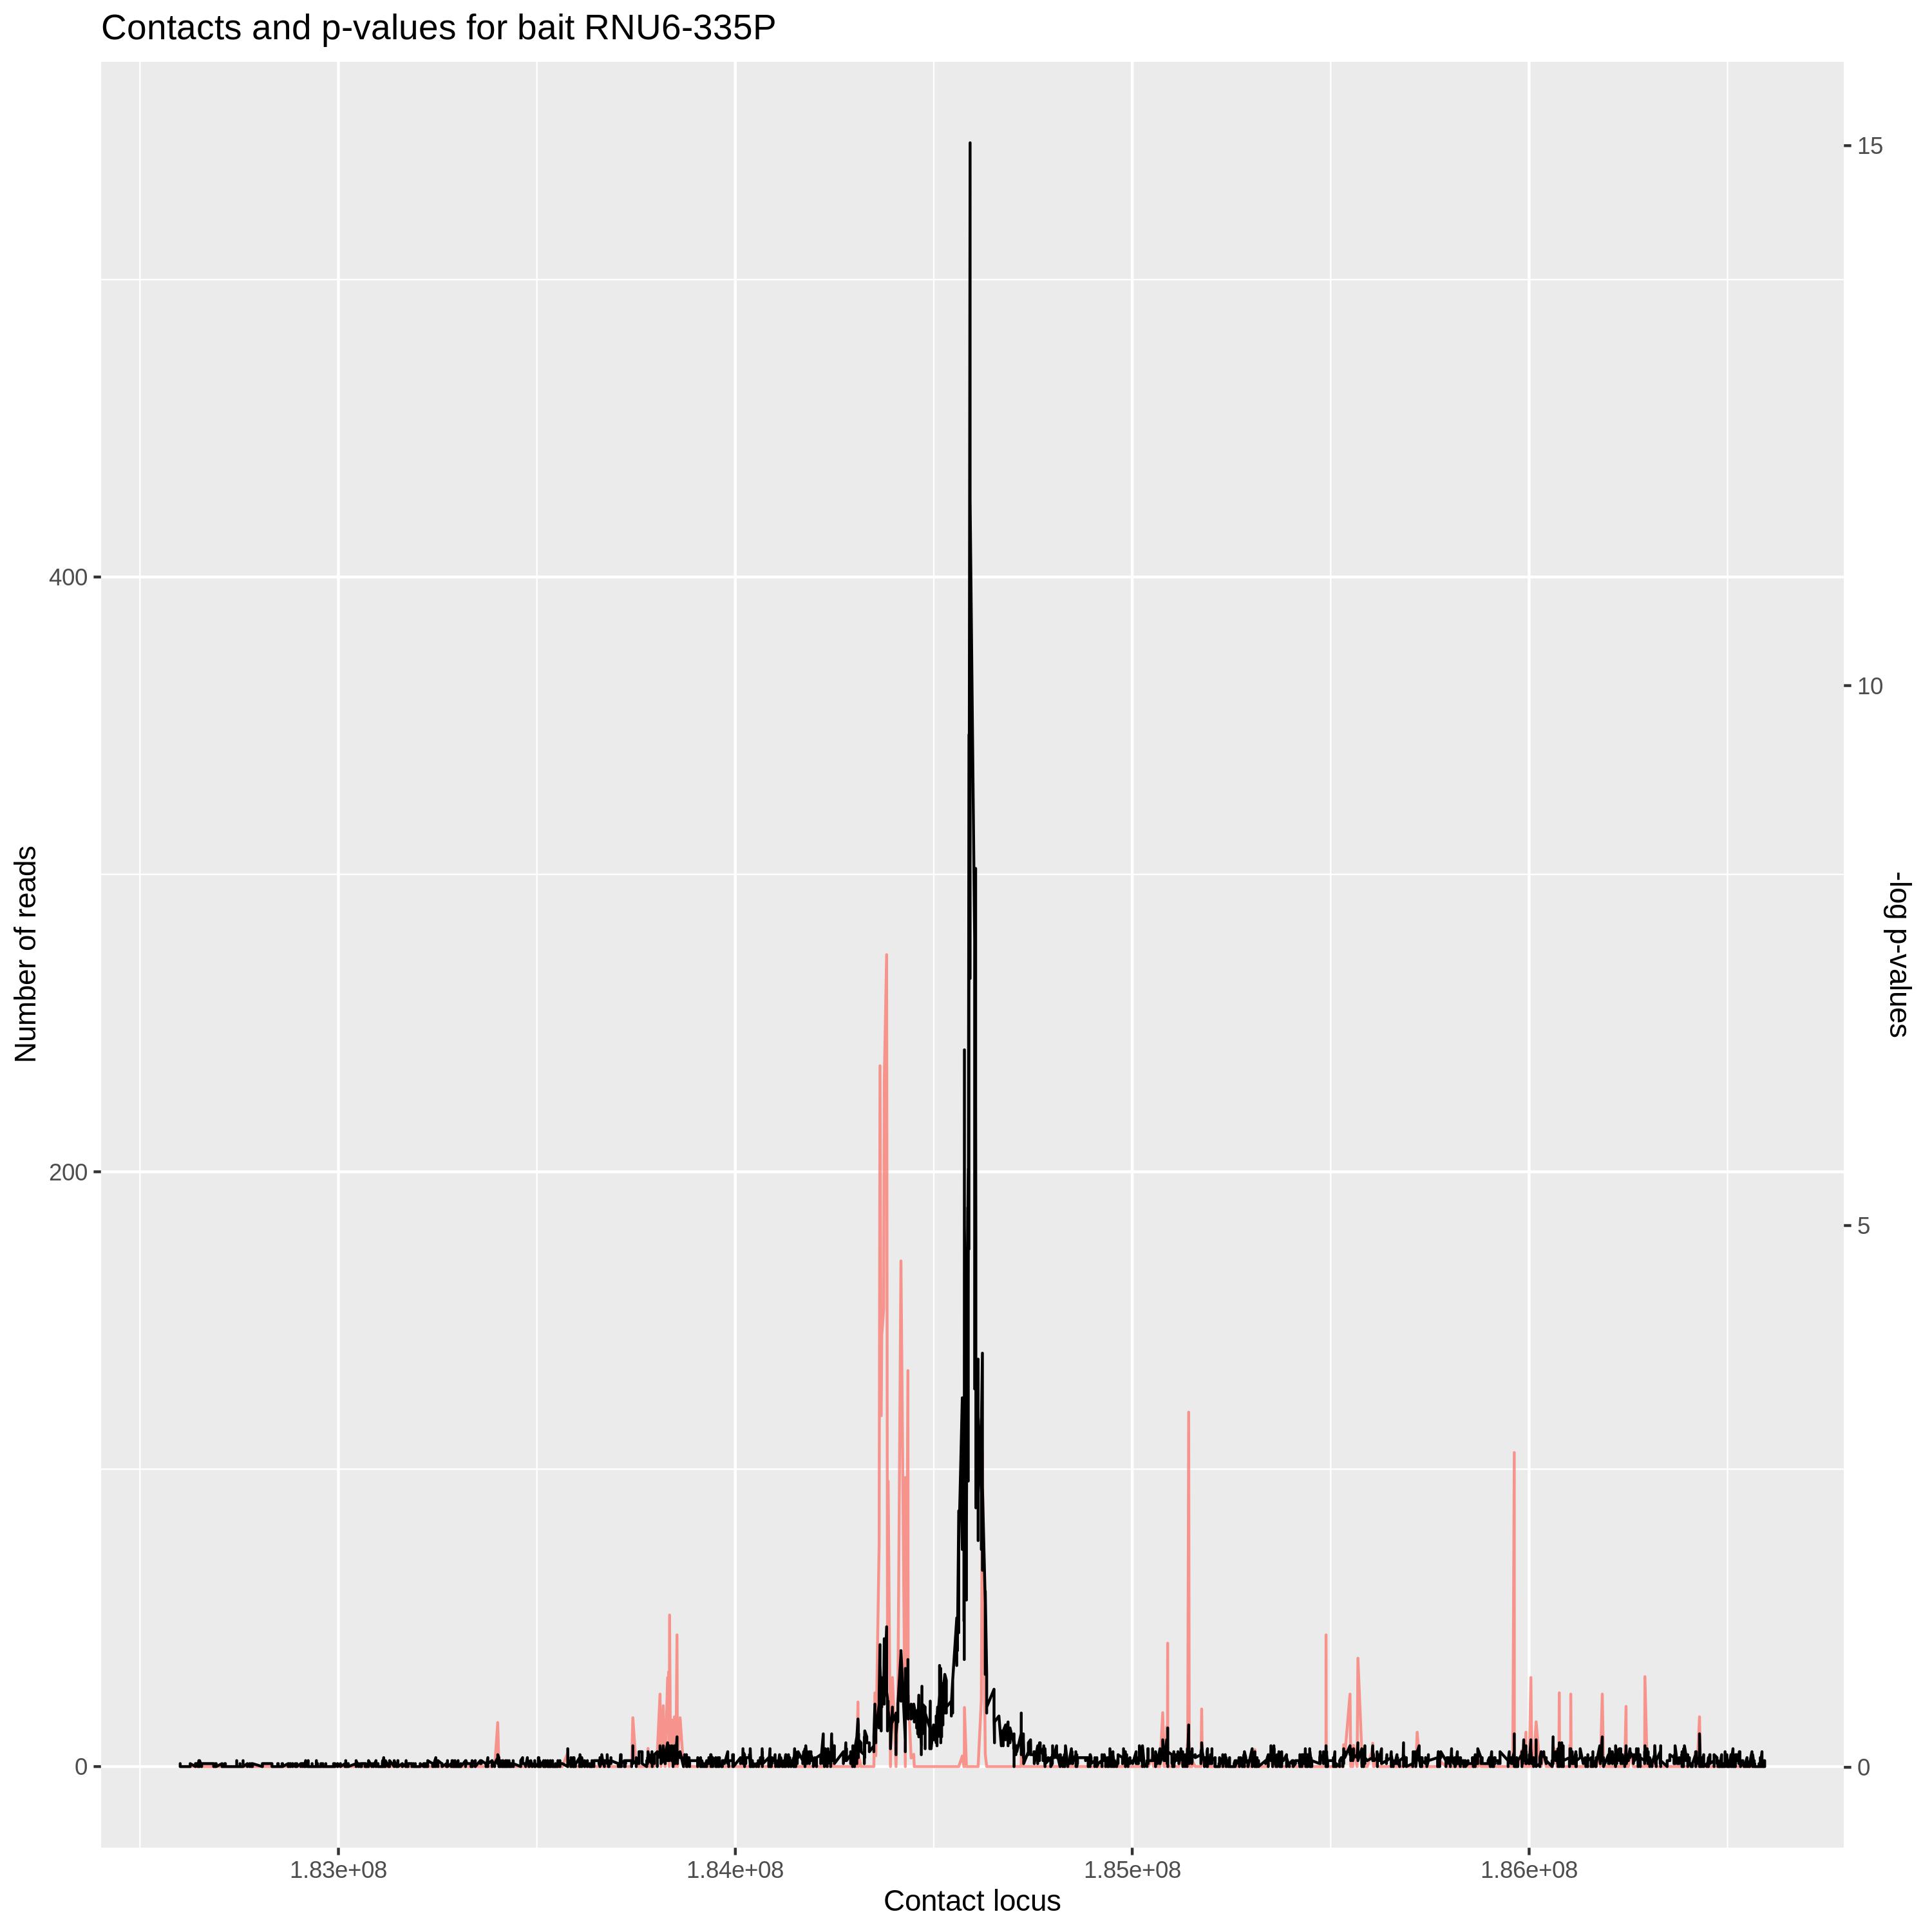 Contacts and p-values for bait RNU6-335P
15
400
10
Number of reads
-log p-values
200
5
0
0
1.83e+08
1.84e+08
1.85e+08
1.86e+08
Contact locus